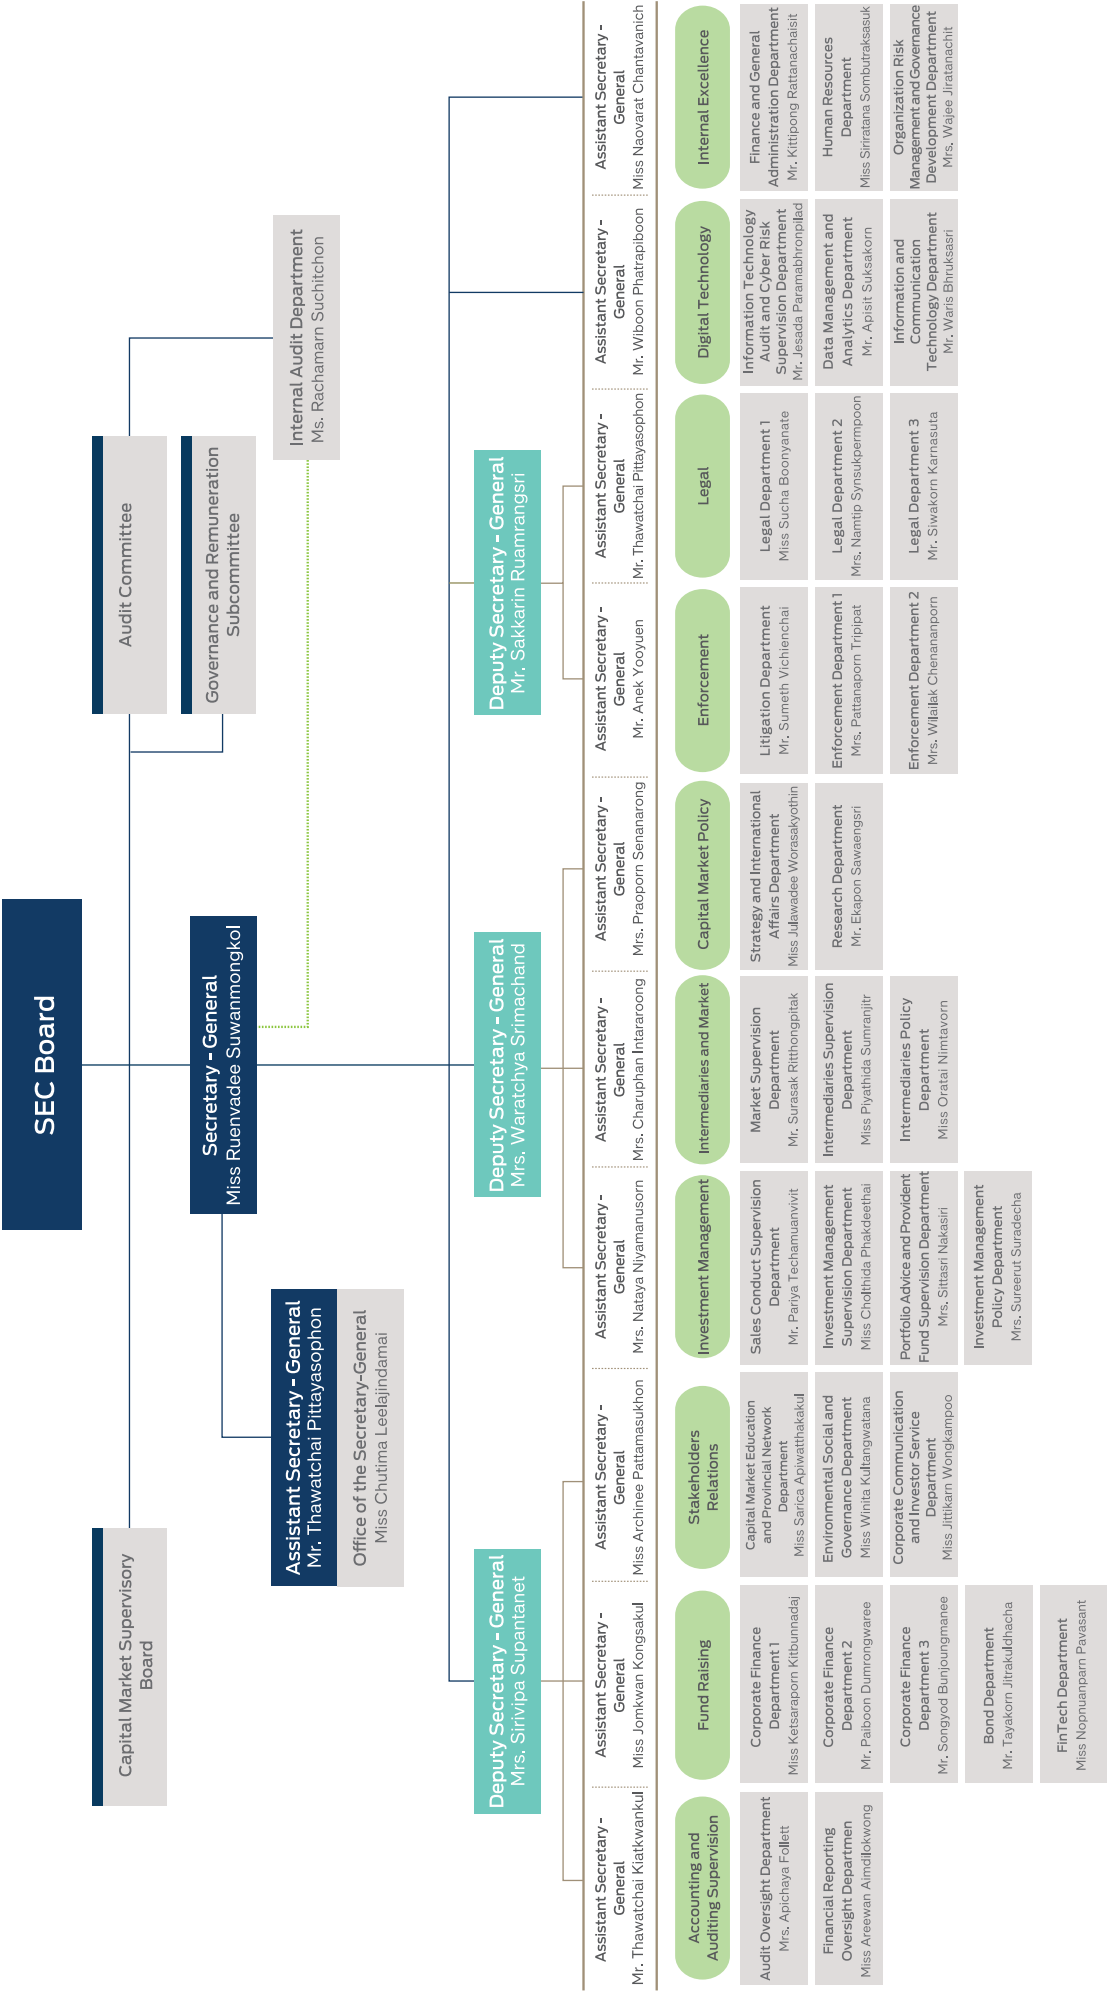 SEC Board
Capital Market Supervisory
Board
Audit Committee
Governance and Remuneration
Subcommittee
Secretary - General
Miss Ruenvadee Suwanmongkol
Internal Audit Department
Ms. Rachamarn Suchitchon
Assistant Secretary - General
Mr. Thawatchai Pittayasophon
Office of the Secretary-General
Miss Chutima Leelajindamai
Deputy Secretary - General
Mrs. Sirivipa Supantanet
Deputy Secretary - General
Mrs. Waratchya Srimachand
Deputy Secretary - General
Mr. Sakkarin Ruamrangsri
Assistant Secretary -
General
Mr. Thawatchai Kiatkwankul
Assistant Secretary -
General
Miss Jomkwan Kongsakul
Assistant Secretary -
General
Miss Archinee Pattamasukhon
Assistant Secretary -
General
Mrs. Nataya Niyamanusorn
Assistant Secretary -
General
Mrs. Charuphan Intararoong
Assistant Secretary -
General
Mrs. Praoporn Senanarong
Assistant Secretary -
General
Mr. Anek Yooyuen
Assistant Secretary -
General
Mr. Thawatchai Pittayasophon
Assistant Secretary -
General
Mr. Wiboon Phatrapiboon
Assistant Secretary -
General
Miss Naovarat Chantavanich
Accounting and
Auditing Supervision
Fund Raising
Stakeholders
Relations
Investment Management
Intermediaries and Market
Capital Market Policy
Enforcement
Legal
Digital Technology
Internal Excellence
Audit Oversight Department
Mrs. Apichaya Follett
Financial Reporting
Oversight Departmen
Miss Areewan Aimdilokwong
Corporate Finance
Department 1
Miss Ketsaraporn Kitbunnadaj
Corporate Finance
Department 2
Mr. Paiboon Dumrongwaree
Corporate Finance
Department 3
Mr. Songyod Bunjoungmanee
Bond Department
Mr. Tayakorn Jitrakuldhacha
FinTech Department
Miss Nopnuanparn Pavasant
Capital Market Education
and Provincial Network
Department
Miss Sarica Apiwatthakakul
Environmental Social and
Governance Department
Miss Winita Kultangwatana
Corporate Communication
and Investor Service
Department
Miss Jittikarn Wongkampoo
Sales Conduct Supervision
Department
Mr. Pariya Techamuanvivit
Investment Management
Supervision Department
Miss Cholthida Phakdeethai
Portfolio Advice and Provident
Fund Supervision Department
Mrs. Sittasri Nakasiri
Investment Management
Policy Department
Mrs. Sureerut Suradecha
Market Supervision
Department
Mr. Surasak Ritthongpitak
Intermediaries Supervision
Department
Miss Piyathida Sumranjitr
Intermediaries Policy
Department
Miss Oratai Nimtavorn
Strategy and International
Affairs Department
Miss Julawadee Worasakyothin
Research Department
Mr. Ekapon Sawaengsri
Litigation Department
Mr. Sumeth Vichienchai
Enforcement Department 1
Mrs. Pattanaporn Tripipat
Enforcement Department 2
Mrs. Wilailak Chenananporn
Legal Department 1
Miss Sucha Boonyanate
Legal Department 2
Mrs. Namtip Synsukpermpoon
Legal Department 3
Mr. Siwakorn Karnasuta
Information Technology
Audit and Cyber Risk
Supervision Department
Mr. Jesada Paramabhronpilad
Data Management and
Analytics Department
Mr. Apisit Suksakorn
Information and
Communication
Technology Department
Mr. Waris Bhruksasri
Finance and General
Administration Department
Mr. Kittipong Rattanachaisit
Human Resources
Department
Miss Siriratana Sombutraksasuk
Organization Risk
Management and Governance
Development Department
Mrs. Wajee Jiratanachit